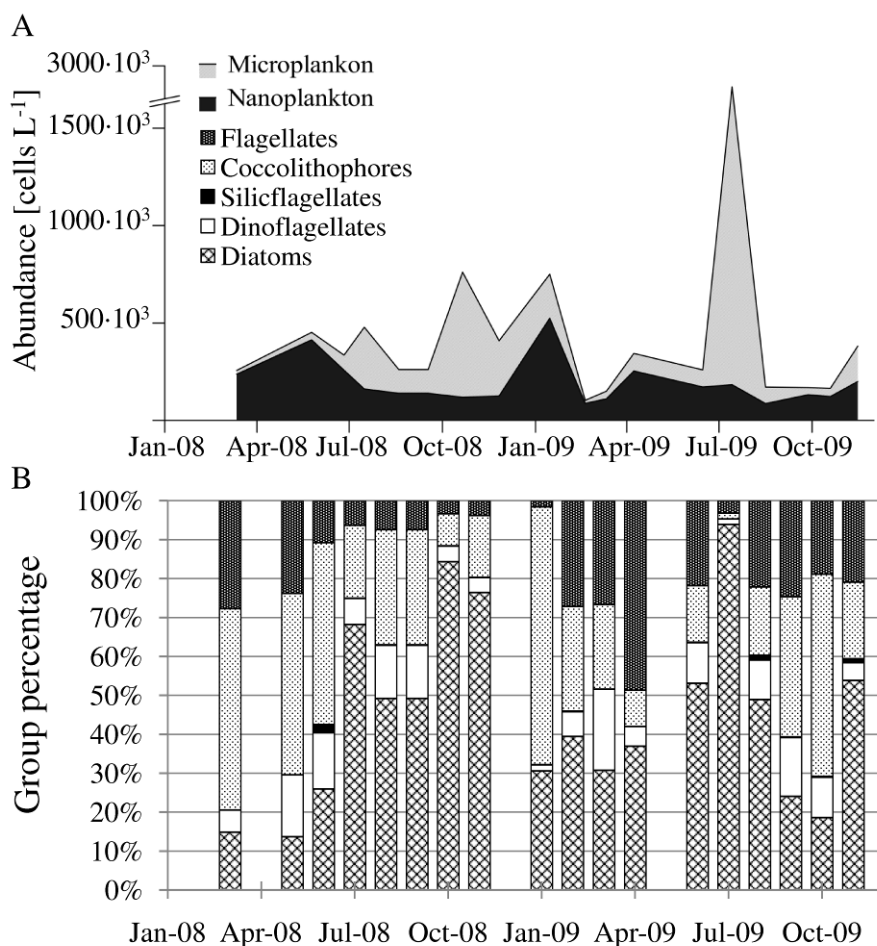 A
Abundance [cells L⁻¹]
3000·10³
1500·10³
1000·10³
500·10³
Microplankon
Nanoplankton
Flagellates
Coccolithophores
Silicflagellates
Dinoflagellates
Diatoms
Jan-08 Apr-08 Jul-08 Oct-08 Jan-09 Apr-09 Jul-09 Oct-09
B
Group percentage
100%
90%
80%
70%
60%
50%
40%
30%
20%
10%
0%
Jan-08 Apr-08 Jul-08 Oct-08 Jan-09 Apr-09 Jul-09 Oct-09